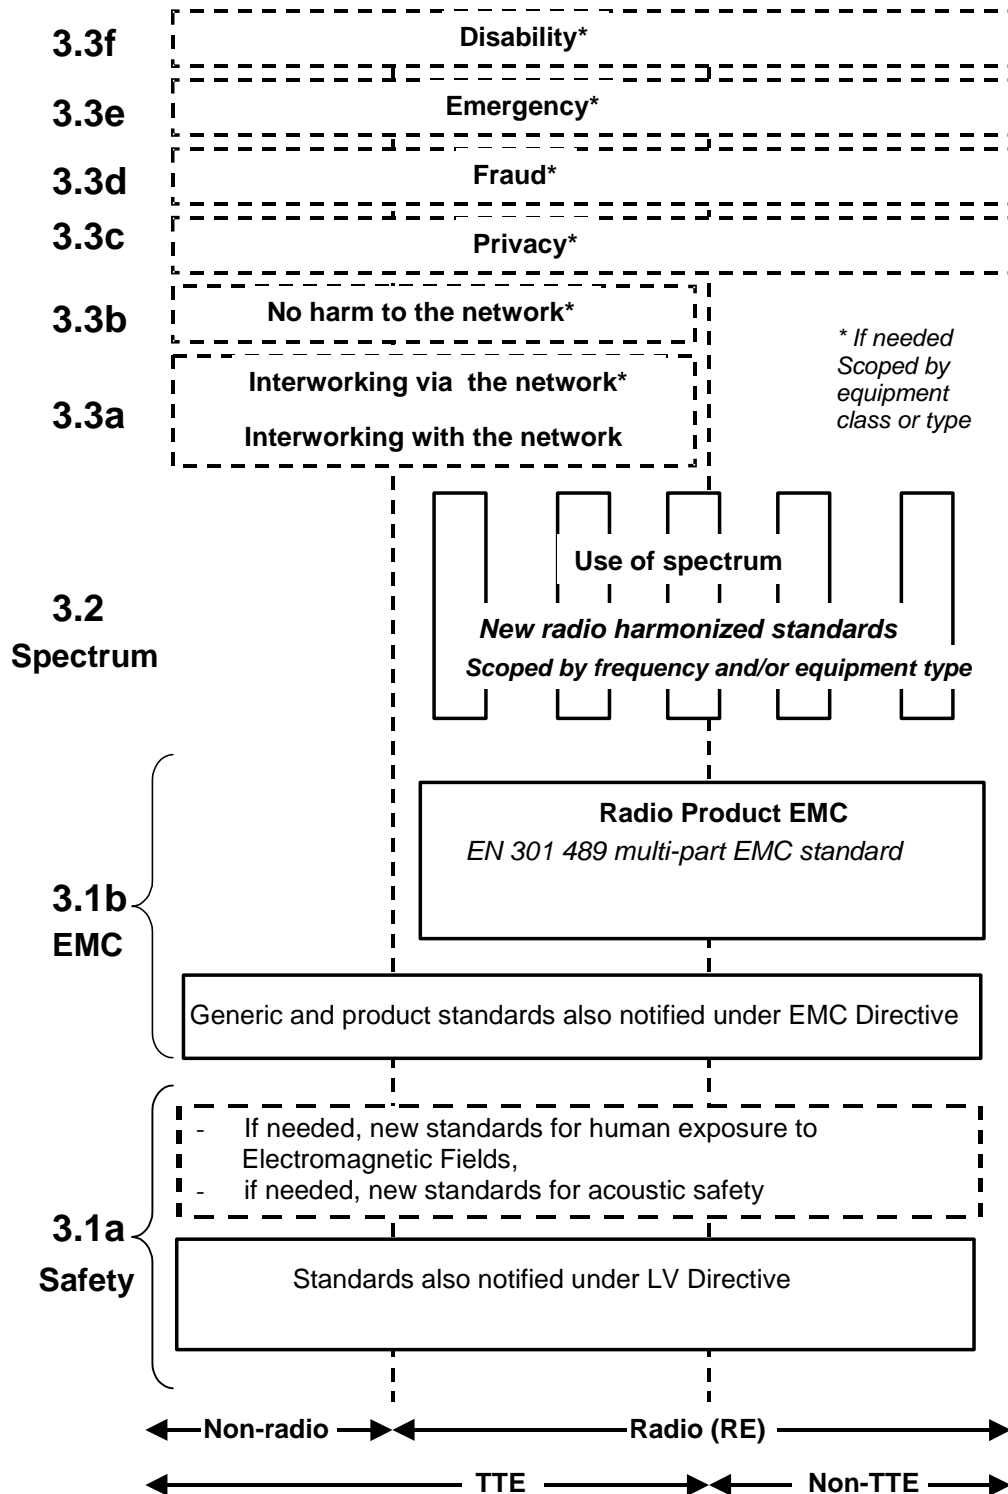 3.3f
Disability*
3.3e
Emergency*
3.3d
Fraud*
3.3c
Privacy*
3.3b
No harm to the network*
* If needed
Scoped by
equipment
class or type
3.3a
Interworking via the network*
Interworking with the network
3.2
Spectrum
Use of spectrum
New radio harmonized standards
Scoped by frequency and/or equipment type
3.1b
EMC
Radio Product EMC
EN 301 489 multi-part EMC standard
Generic and product standards also notified under EMC Directive
3.1a
Safety
- If needed, new standards for human exposure to
Electromagnetic Fields,
- if needed, new standards for acoustic safety
Standards also notified under LV Directive
Non-radio
Radio (RE)
TTE
Non-TTE